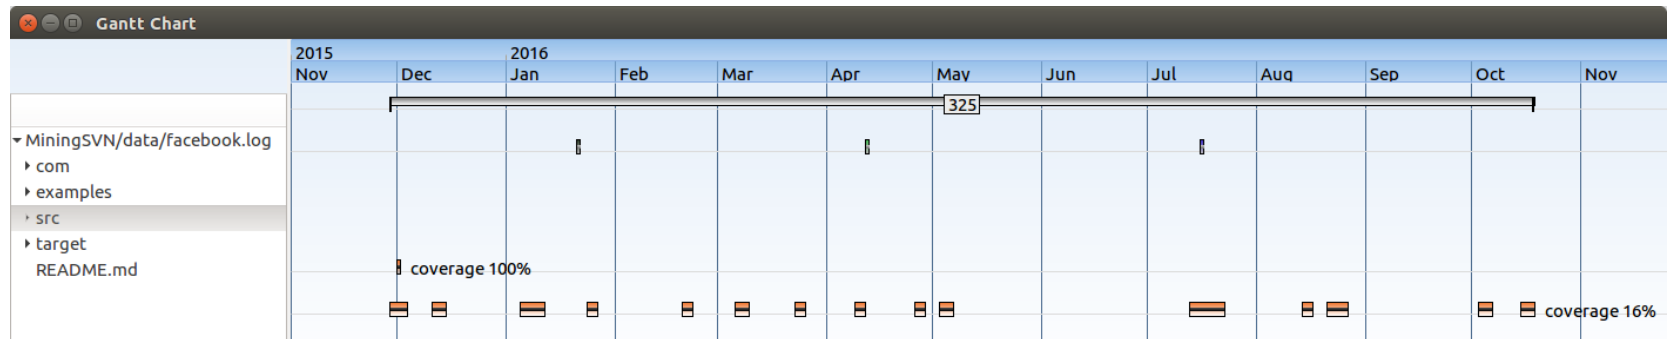 Gantt Chart
2015 2016
Nov Dec Jan Feb Mar Apr May Jun Jul Aug Sep Oct Nov
325
MiningSVN/data/facebook.log
com
examples
src
target
README.md
coverage 100%
coverage 16%